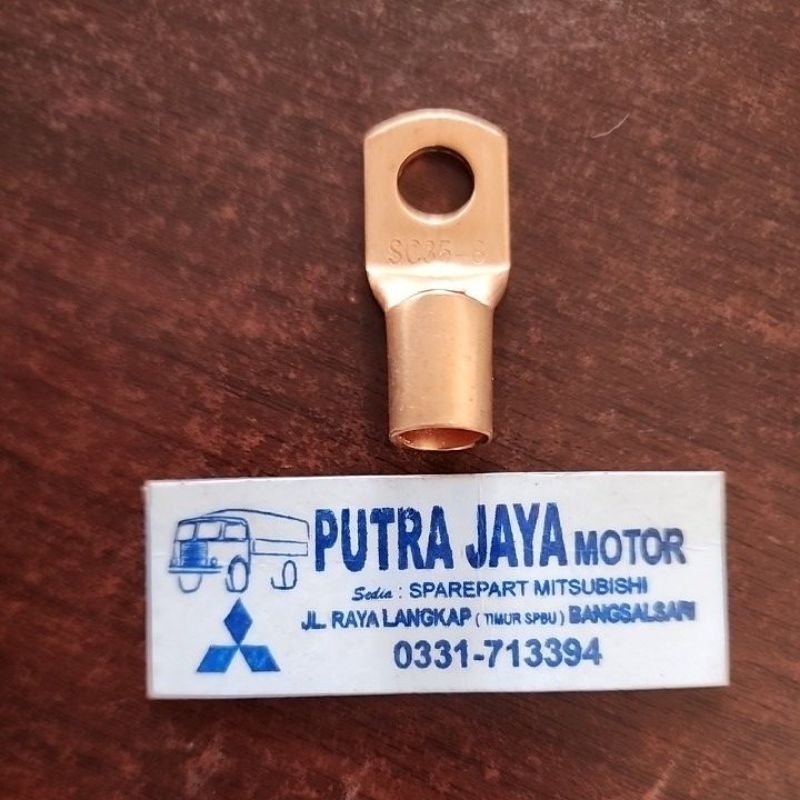 SC35-8
PUTRA JAYA MOTOR
Sedia : SPAREPART MITSUBISHI
JL. RAYA LANGKAP ( TIMUR SPBU ) BANGSALSARI
0331-713394